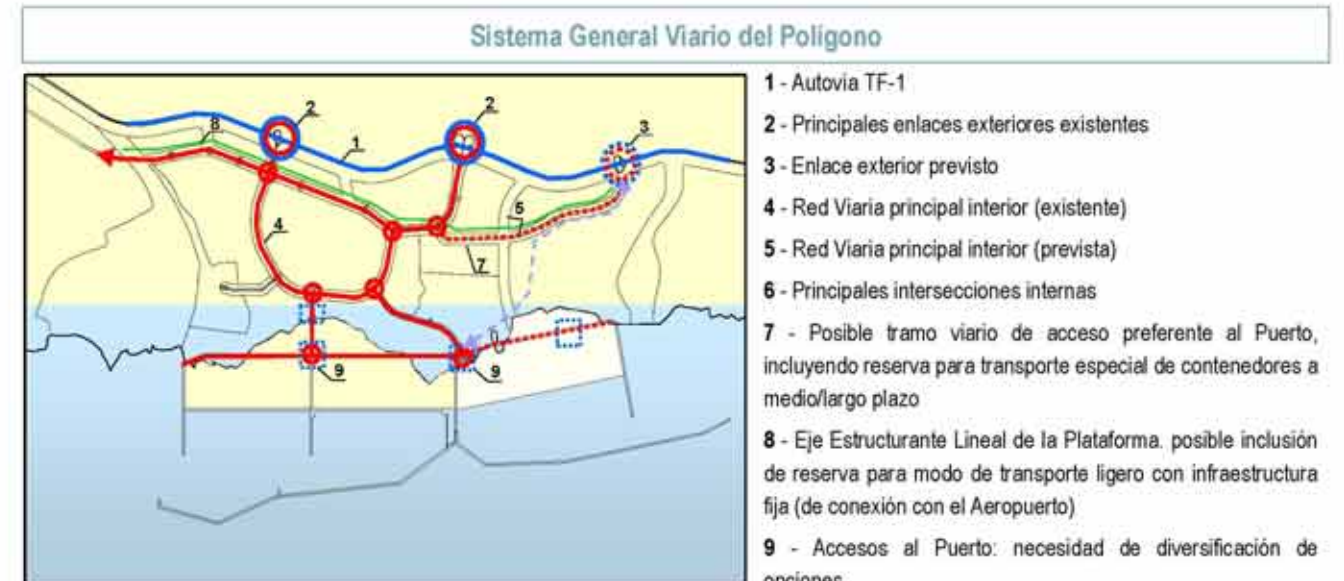 Sistema General Viario del Polígono
1 - Autovía TF-1
2 - Principales enlaces exteriores existentes
3 - Enlace exterior previsto
4 - Red Viaria principal interior (existente)
5 - Red Viaria principal interior (prevista)
6 - Principales intersecciones internas
7 - Posible tramo viario de acceso preferente al Puerto,
incluyendo reserva para transporte especial de contenedores a
medio/largo plazo
8 - Eje Estructurante Lineal de la Plataforma. posible inclusión
de reserva para modo de transporte ligero con infraestructura
fija (de conexión con el Aeropuerto)
9 - Accesos al Puerto: necesidad de diversificación de
opciones
2
2
8
1
3
5
4
7
9
9